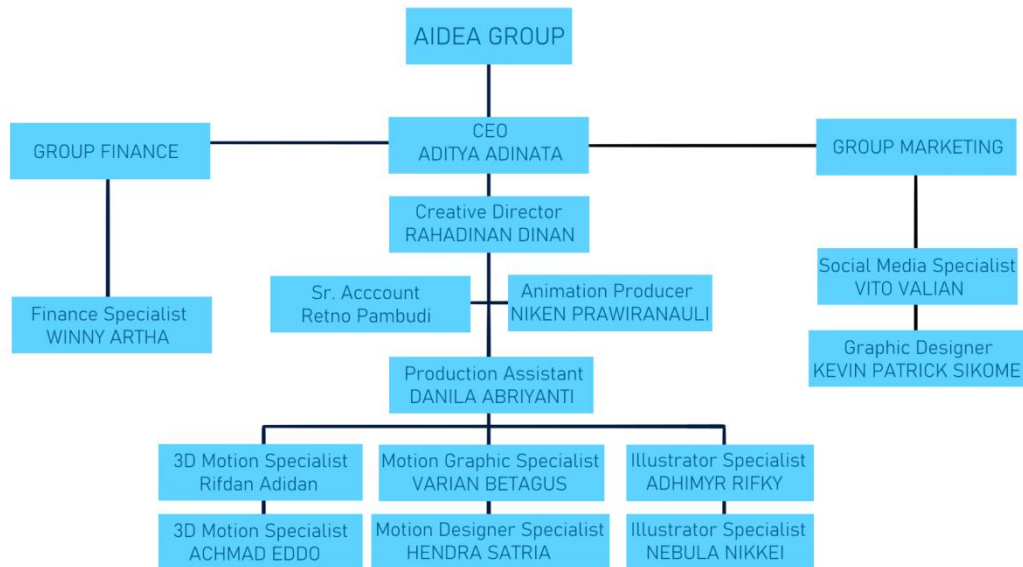 AIDEA GROUP
GROUP FINANCE
CEO
ADITYA ADINATA
GROUP MARKETING
Creative Director
RAHADINAN DINAN
Social Media Specialist
VITO VALIAN
Sr. Acccount
Retno Pambudi
Animation Producer
NIKEN PRAWIRANAULI
Finance Specialist
WINNY ARTHA
Graphic Designer
KEVIN PATRICK SIKOME
Production Assistant
DANILA ABRIYANTI
3D Motion Specialist
Rifdan Adidan
Motion Graphic Specialist
VARIAN BETAGUS
Illustrator Specialist
ADHIMYR RIFKY
3D Motion Specialist
ACHMAD EDDO
Motion Designer Specialist
HENDRA SATRIA
Illustrator Specialist
NEBULA NIKKEI